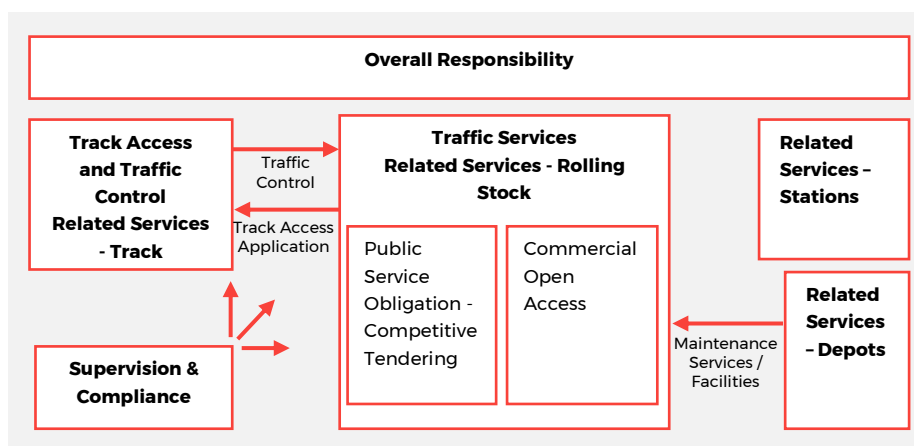 Overall Responsibility
Track Access
and Traffic
Control
Related Services
- Track
Traffic
Control
Track Access
Application
Traffic Services
Related Services - Rolling
Stock
Public
Service
Obligation -
Competitive
Tendering
Commercial
Open
Access
Related
Services –
Stations
Related
Services
– Depots
Maintenance
Services /
Facilities
Supervision &
Compliance